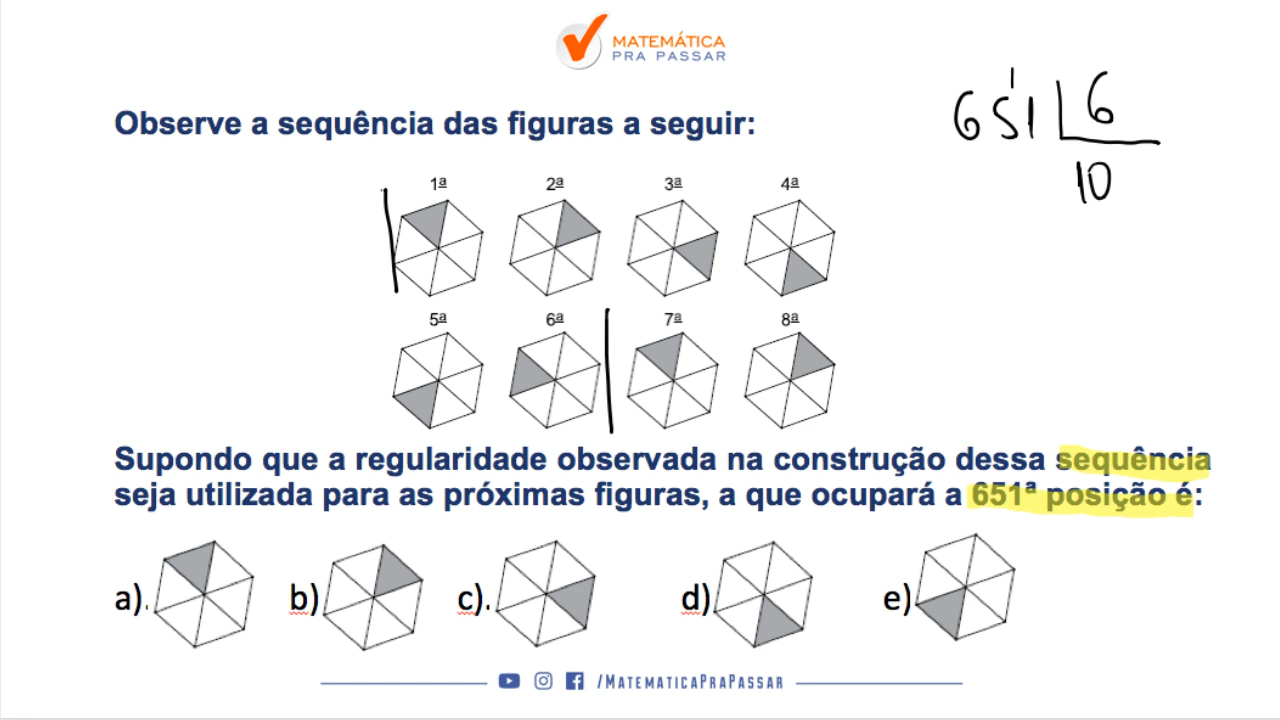 MATEMÁTICA
PRA PASSAR
Observe a sequência das figuras a seguir:
651 6
10
1ª 2ª 3ª 4ª
5ª 6ª 7ª 8ª
Supondo que a regularidade observada na construção dessa sequência
seja utilizada para as próximas figuras, a que ocupará a 651ª posição é:
a). b) c). d) e)
/MATEMATICAPRAPASSAR